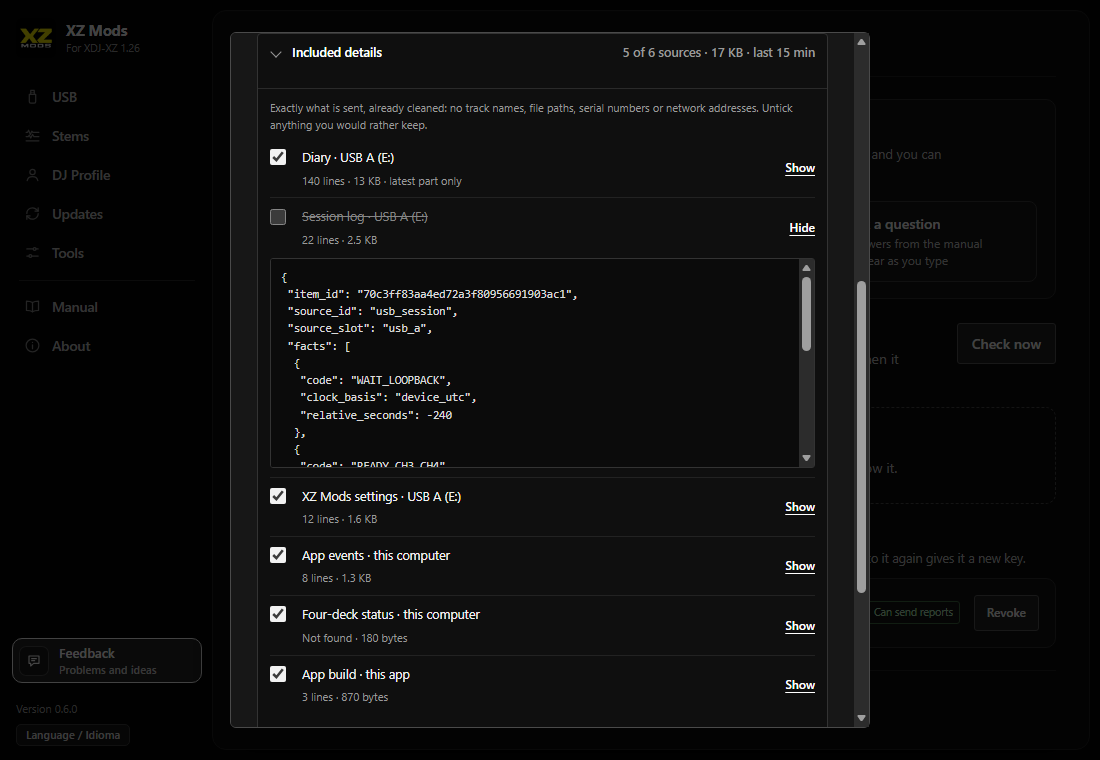 XZ
MODS
XZ Mods
For XDJ-XZ 1.26
USB
Stems
DJ Profile
Updates
Tools
Manual
About
Feedback
Problems and ideas
Version 0.6.0
Language / Idioma
Included details
5 of 6 sources · 17 KB · last 15 min
Exactly what is sent, already cleaned: no track names, file paths, serial numbers or network addresses. Untick
anything you would rather keep.
Diary · USB A (E:)
140 lines · 13 KB · latest part only
Show
Session log · USB A (E:)
22 lines · 2.5 KB
Hide
{
"item_id": "70c3ff83aa4ed72a3f80956691903ac1",
"source_id": "usb_session",
"source_slot": "usb_a",
"facts": [
{
"code": "WAIT_LOOPBACK",
"clock_basis": "device_utc",
"relative_seconds": -240
},
{
"code": "READY_CH3_CH4"
XZ Mods settings · USB A (E:)
12 lines · 1.6 KB
Show
App events · this computer
8 lines · 1.3 KB
Show
Four-deck status · this computer
Not found · 180 bytes
Show
App build · this app
3 lines · 870 bytes
Show
and you can
a question
wers from the manual
ear as you type
Check now
en it
ow it.
o it again gives it a new key.
Can send reports
Revoke